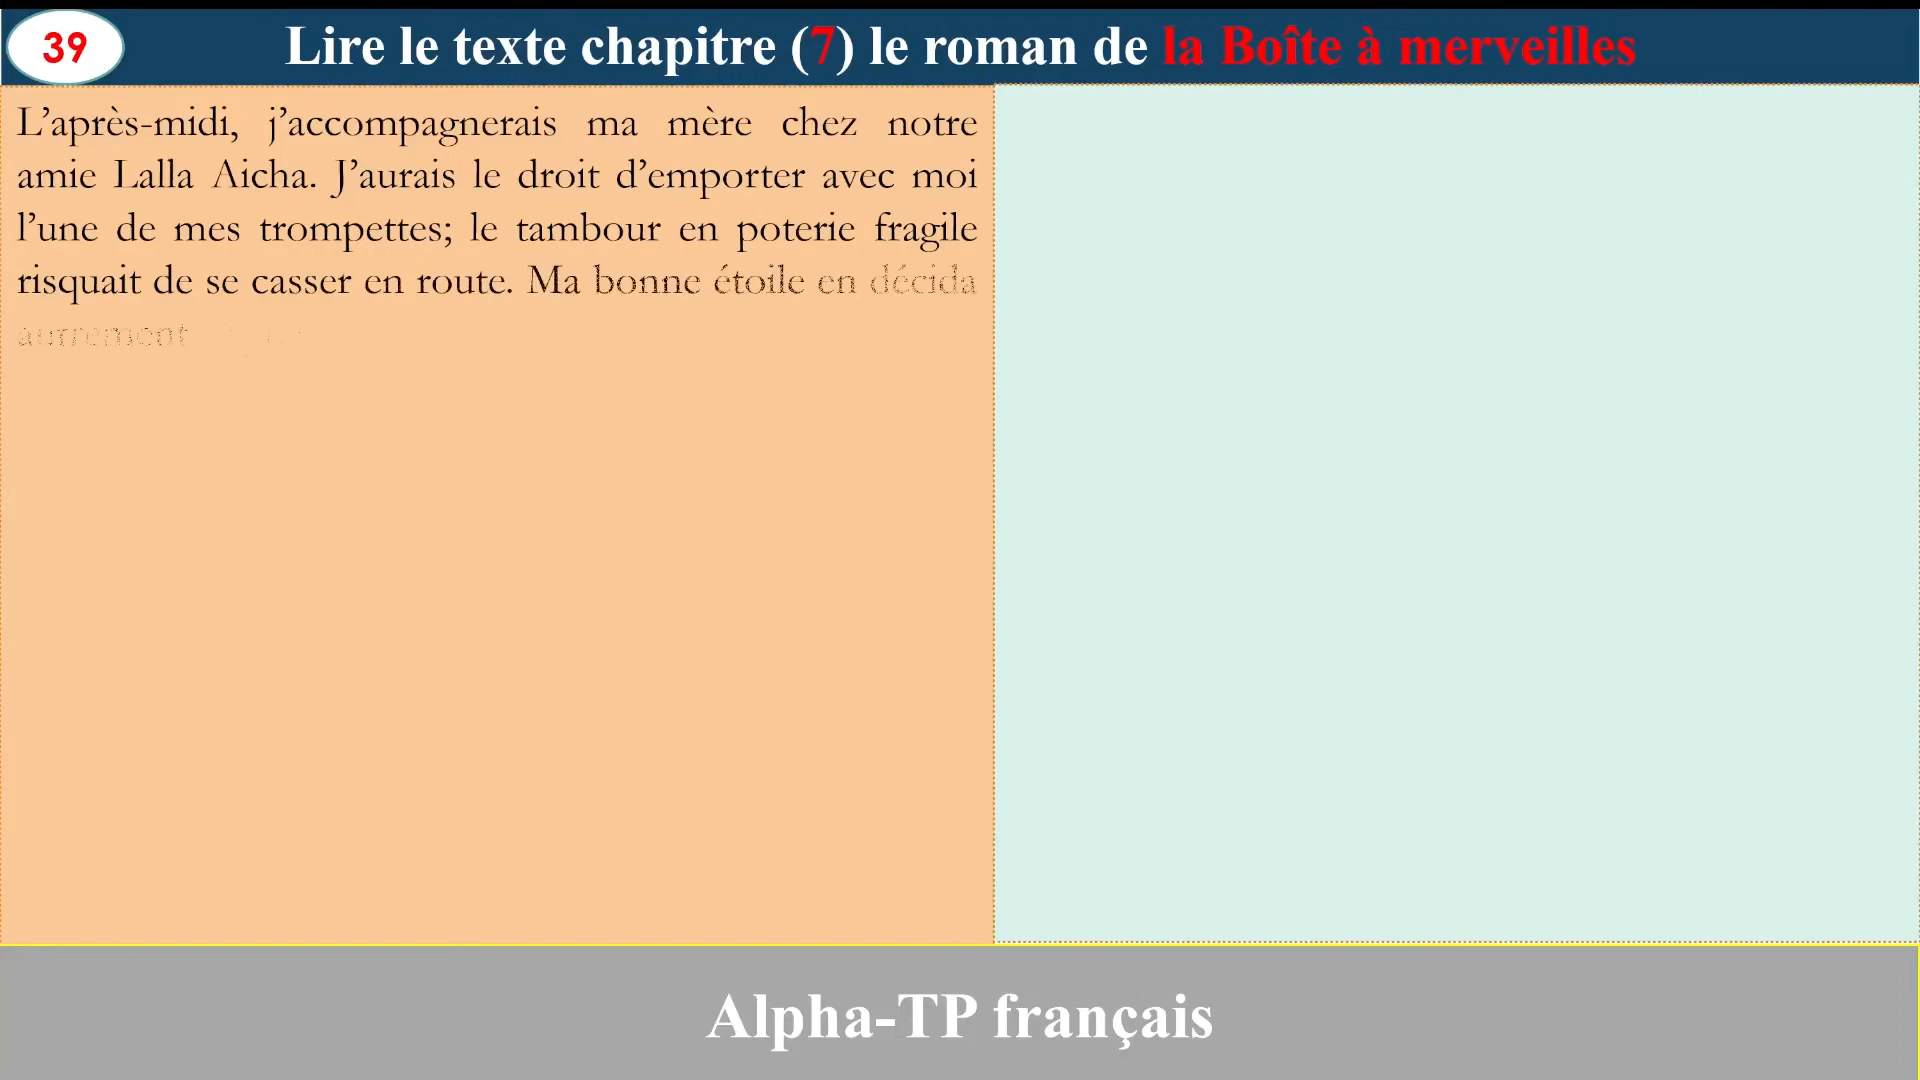 39
Lire le texte chapitre (7) le roman de la Boîte à merveilles
L’après-midi, j’accompagnerais ma mère chez notre
amie Lalla Aicha. J’aurais le droit d’emporter avec moi
l’une de mes trompettes; le tambour en poterie fragile
risquait de se casser en route. Ma bonne étoile en décida
autrement
Alpha-TP français